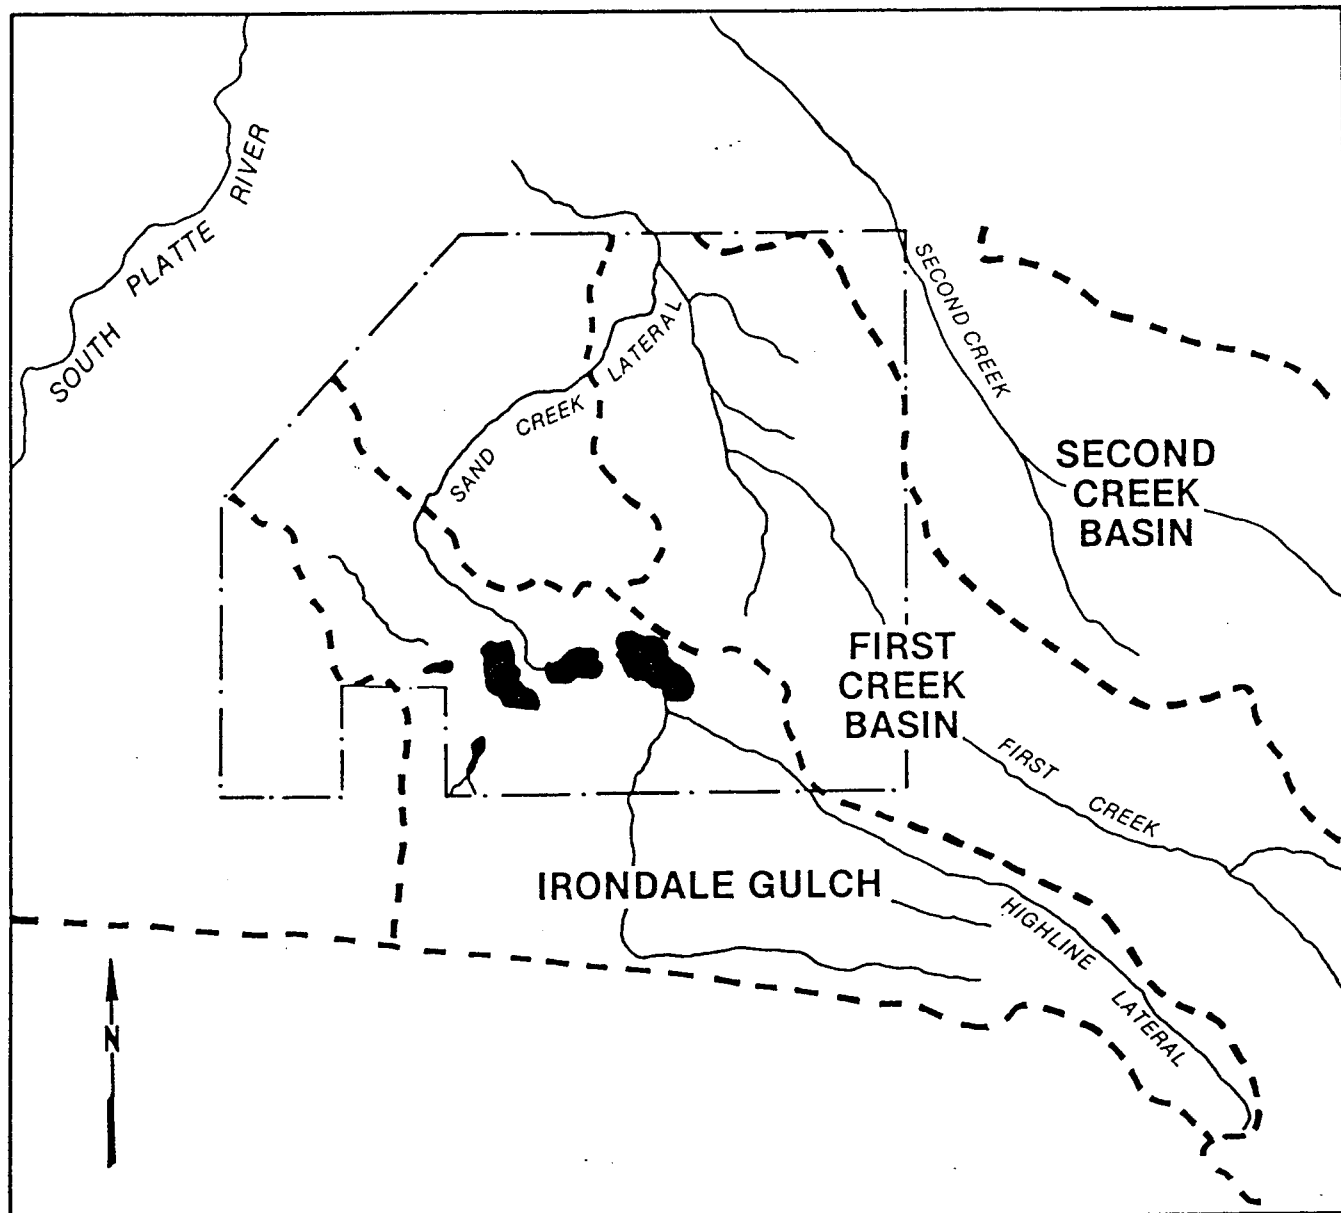 SOUTH PLATTE RIVER
SECOND CREEK
SAND CREEK LATERAL
SECOND
CREEK
BASIN
FIRST
CREEK
BASIN
FIRST CREEK
IRONDALE GULCH
HIGHLINE LATERAL
N